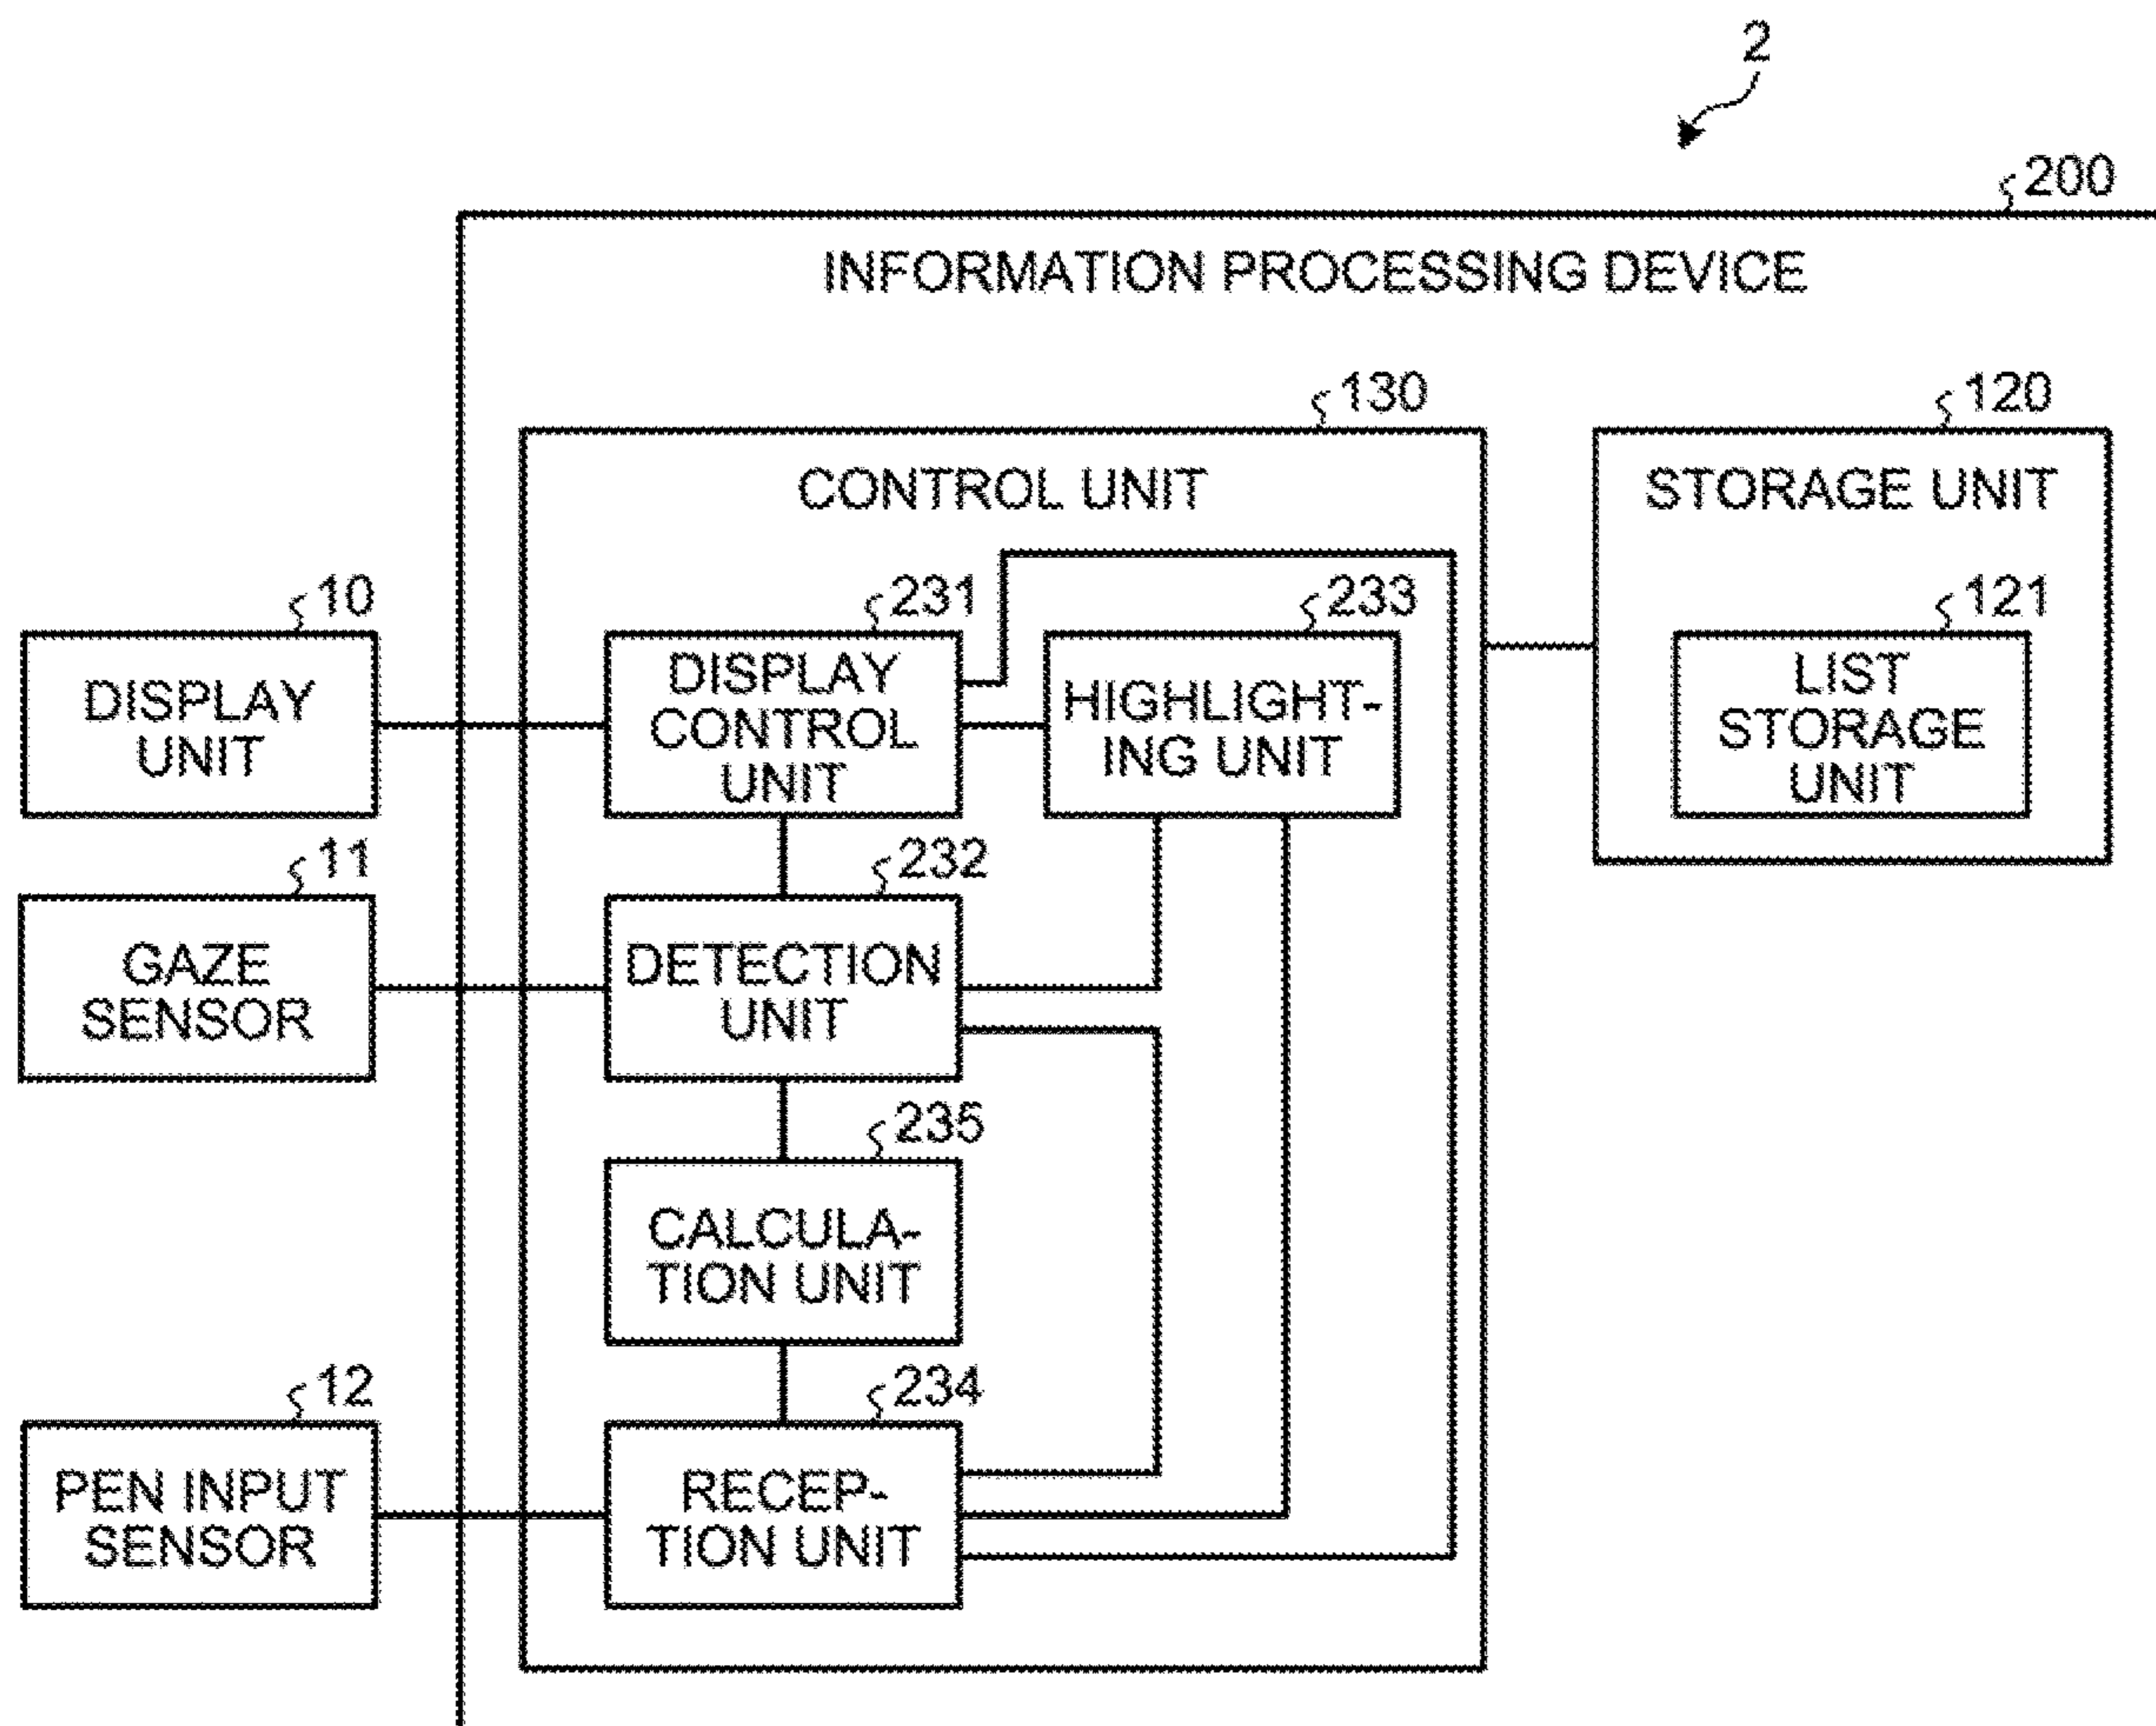 2
200
INFORMATION PROCESSING DEVICE
130
120
CONTROL UNIT
STORAGE UNIT
10
231
233
121
DISPLAY
UNIT
DISPLAY
CONTROL
UNIT
HIGHLIGHT-
ING UNIT
LIST
STORAGE
UNIT
11
232
GAZE
SENSOR
DETECTION
UNIT
235
CALCULA-
TION UNIT
12
234
PEN INPUT
SENSOR
RECEP-
TION UNIT